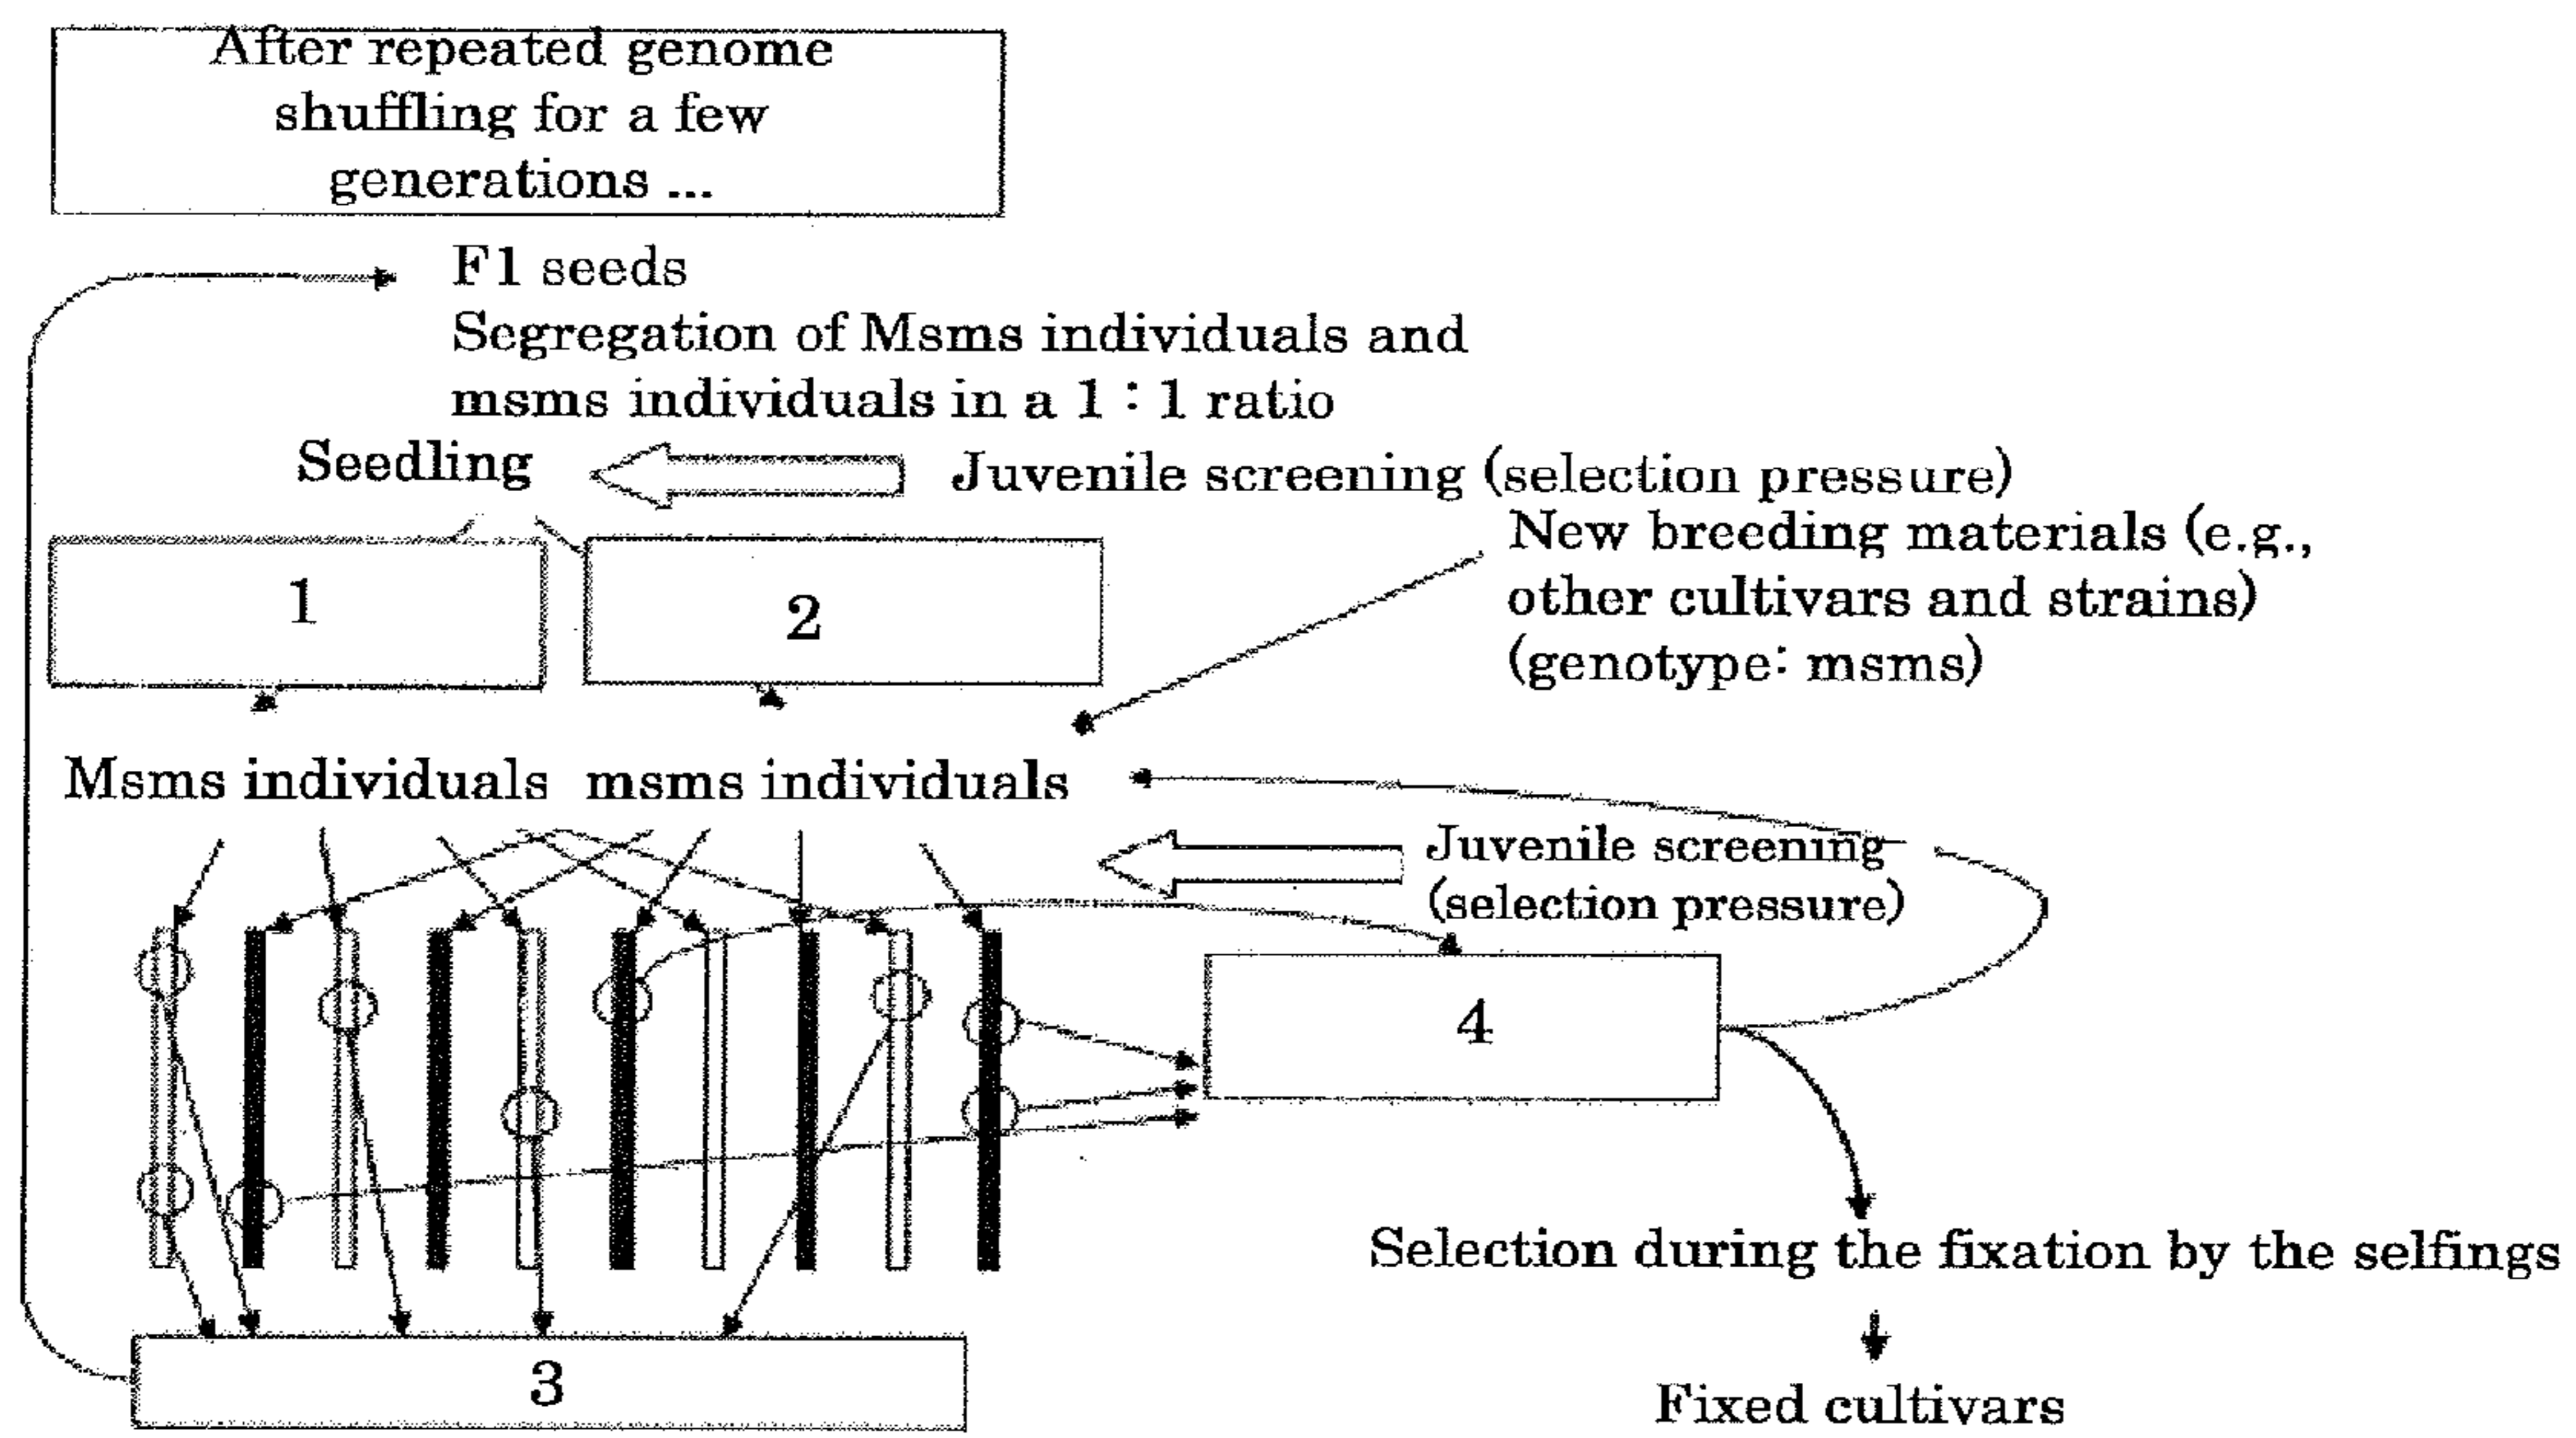 After repeated genome
shuffling for a few
generations ...
F1 seeds
Segregation of Msms individuals and
msms individuals in a 1 : 1 ratio
Seedling
Juvenile screening (selection pressure)
New breeding materials (e.g.,
other cultivars and strains)
(genotype: msms)
1
2
Msms individuals
msms individuals
Juvenile screening
(selection pressure)
4
Selection during the fixation by the selfings
3
Fixed cultivars